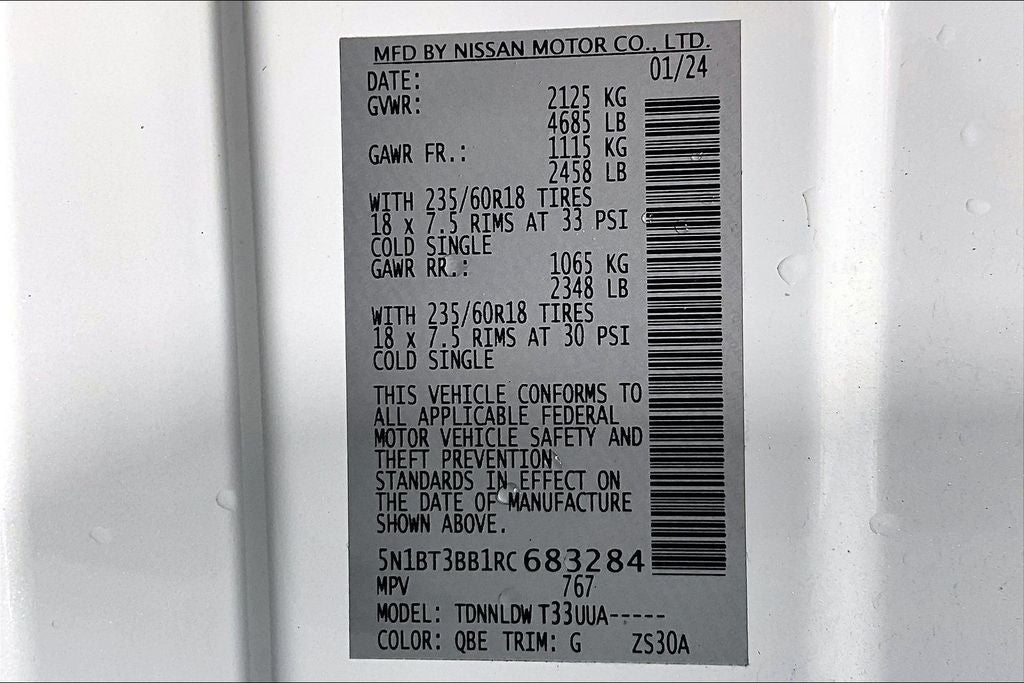 MFD BY NISSAN MOTOR CO., LTD.
DATE: 01/24
GVWR: 2125 KG
4685 LB
GAWR FR.: 1115 KG
2458 LB
WITH 235/60R18 TIRES
18 x 7.5 RIMS AT 33 PSI
COLD SINGLE
GAWR RR.: 1065 KG
2348 LB
WITH 235/60R18 TIRES
18 x 7.5 RIMS AT 30 PSI
COLD SINGLE
THIS VEHICLE CONFORMS TO
ALL APPLICABLE FEDERAL
MOTOR VEHICLE SAFETY AND
THEFT PREVENTION
STANDARDS IN EFFECT ON
THE DATE OF MANUFACTURE
SHOWN ABOVE.
5N1BT3BB1RC683284
MPV 767
MODEL: TDNNLDW T33UUA-----
COLOR: QBE TRIM: G ZS30A